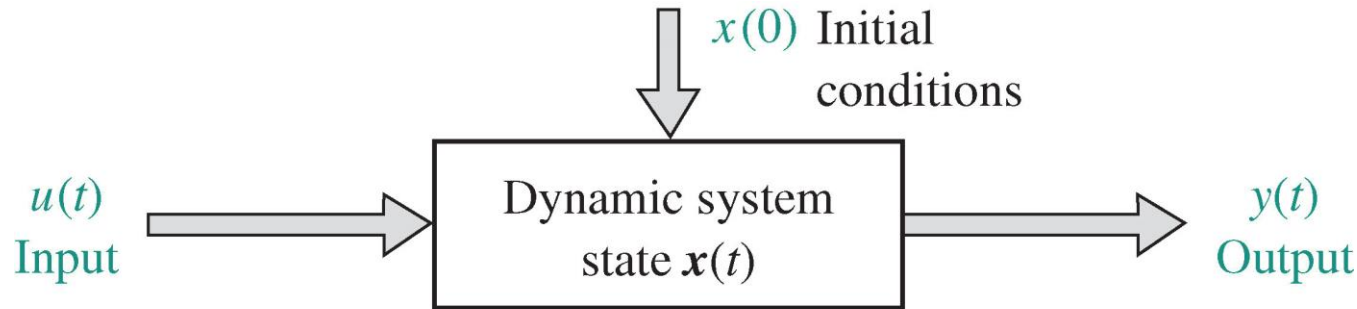 x(0) Initial
conditions
u(t)
Input
Dynamic system
state x(t)
y(t)
Output